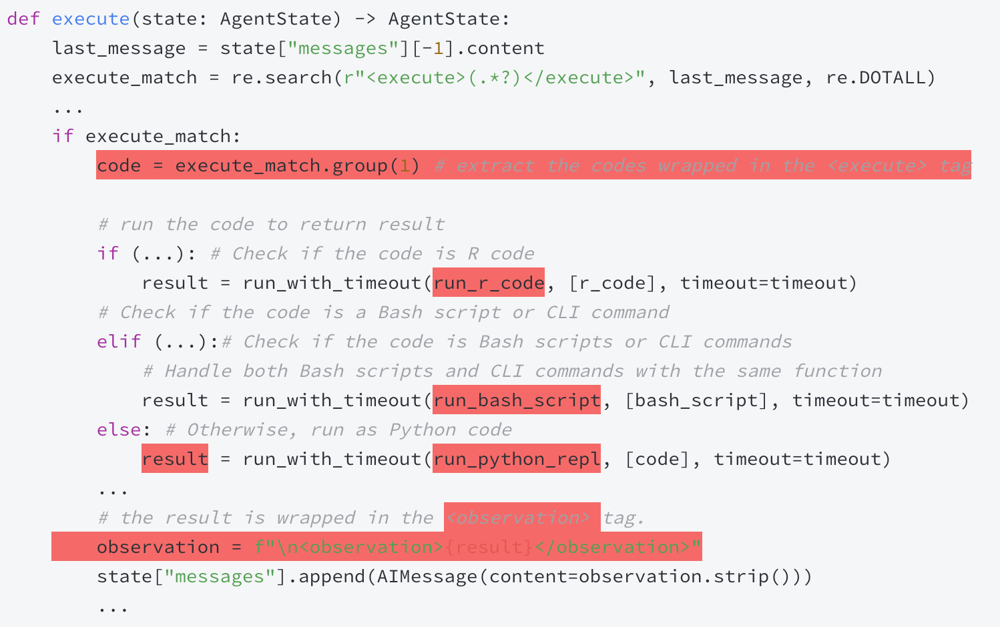 def execute(state: AgentState) -> AgentState:
    last_message = state["messages"][-1].content
    execute_match = re.search(r"<execute>(.*?)</execute>", last_message, re.DOTALL)
    ...
    if execute_match:
        code = execute_match.group(1) # extract the codes wrapped in the <execute> tag
        # run the code to return result
        if (...): # Check if the code is R code
            result = run_with_timeout(run_r_code, [r_code], timeout=timeout)
        # Check if the code is a Bash script or CLI command
        elif (...):# Check if the code is Bash scripts or CLI commands
            # Handle both Bash scripts and CLI commands with the same function
            result = run_with_timeout(run_bash_script, [bash_script], timeout=timeout)
        else: # Otherwise, run as Python code
            result = run_with_timeout(run_python_repl, [code], timeout=timeout)
        ...
        # the result is wrapped in the <observation> tag.
        observation = f"\n<observation>{result}</observation>"
        state["messages"].append(AIMessage(content=observation.strip()))
        ...